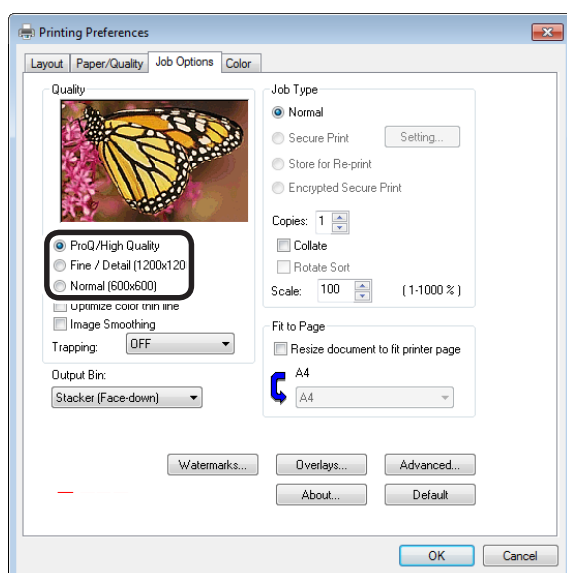 Printing Preferences
Layout Paper/Quality Job Options Color
Quality
ProQ/High Quality
Fine / Detail (1200x120
Normal (600x600)
Optimize color thin line
Image Smoothing
Trapping: OFF
Output Bin:
Stacker (Face-down)
Job Type
Normal
Secure Print Setting...
Store for Re-print
Encrypted Secure Print
Copies: 1
Collate
Rotate Sort
Scale: 100 (1-1000 %)
Fit to Page
Resize document to fit printer page
A4
A4
Watermarks... Overlays... Advanced...
About... Default
OK Cancel